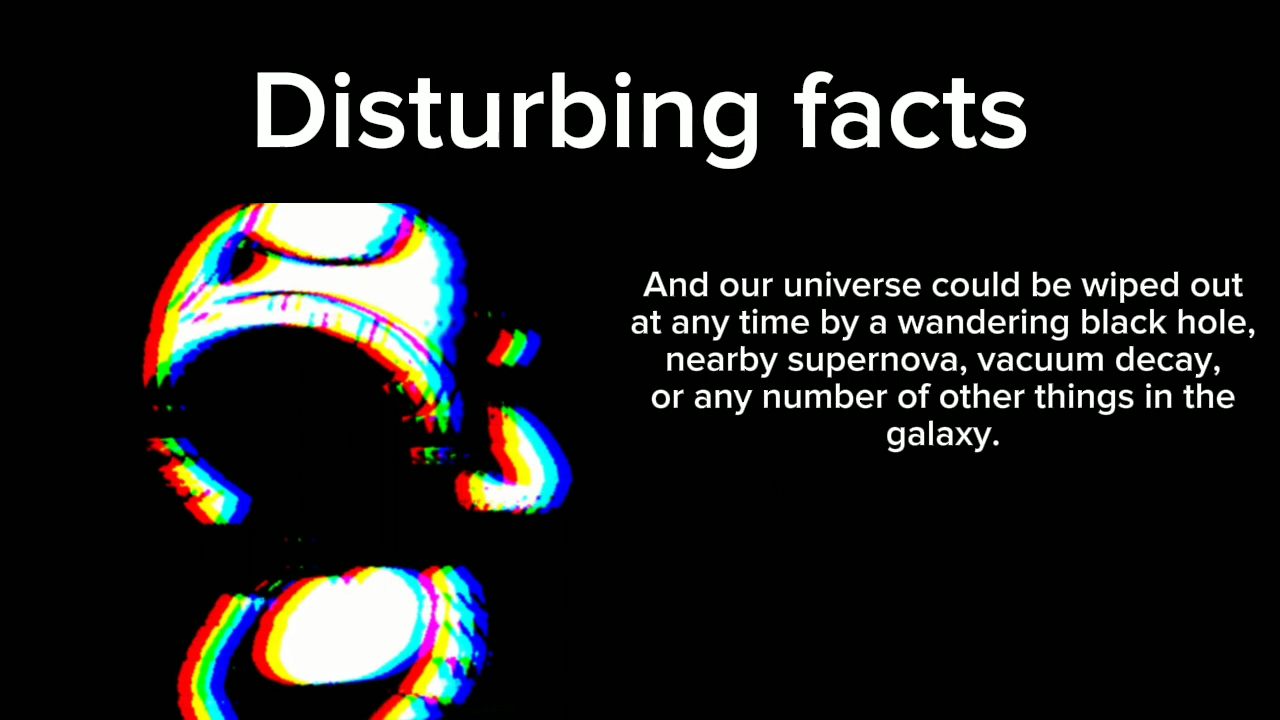 Disturbing facts
And our universe could be wiped out
at any time by a wandering black hole,
nearby supernova, vacuum decay,
or any number of other things in the
galaxy.